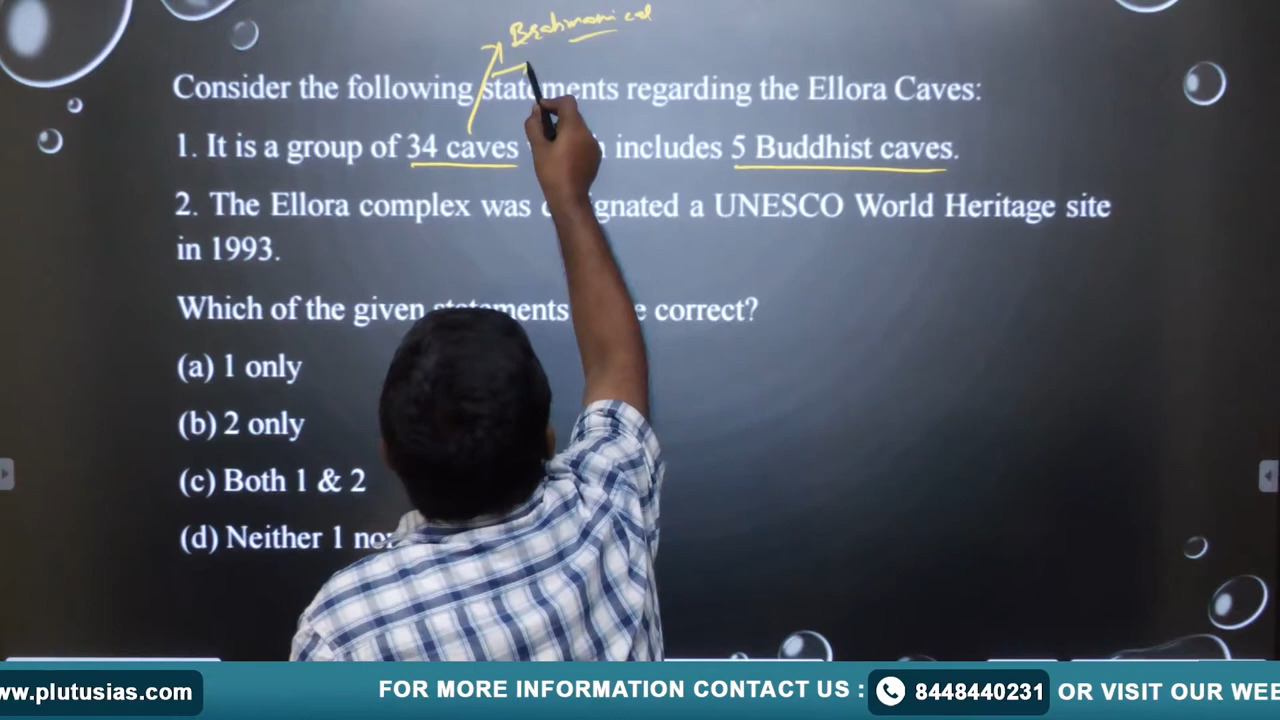 Brahmanical
Consider the following statements regarding the Ellora Caves:
1. It is a group of 34 caves includes 5 Buddhist caves.
2. The Ellora complex was gnated a UNESCO World Heritage site
in 1993.
Which of the given statements correct?
(a) 1 only
(b) 2 only
(c) Both 1 & 2
(d) Neither 1 nor
ww.plutusias.com FOR MORE INFORMATION CONTACT US : 8448440231 OR VISIT OUR WEE